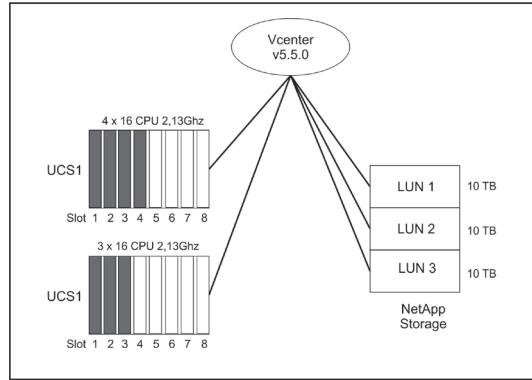 Vcenter
v5.5.0
4 x 16 CPU 2,13Ghz
UCS1
Slot 1 2 3 4 5 6 7 8
3 x 16 CPU 2,13Ghz
UCS1
Slot 1 2 3 4 5 6 7 8
LUN 1 10 TB
LUN 2 10 TB
LUN 3 10 TB
NetApp
Storage